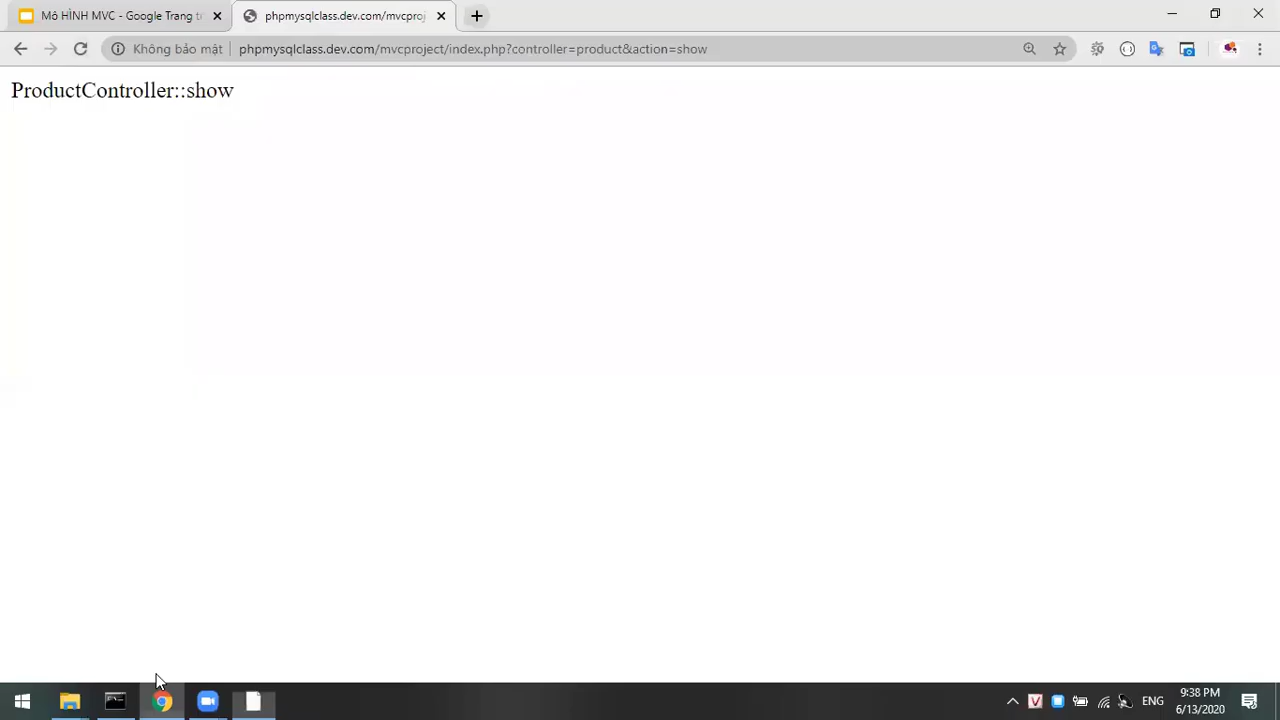 Mô HÌNH MVC - Google Trang t
phpmysqlclass.dev.com/mvcproj
Không bảo mật
phpmysqlclass.dev.com/mvcproject/index.php?controller=product&action=show
ProductController::show
ENG
9:38 PM
6/13/2020